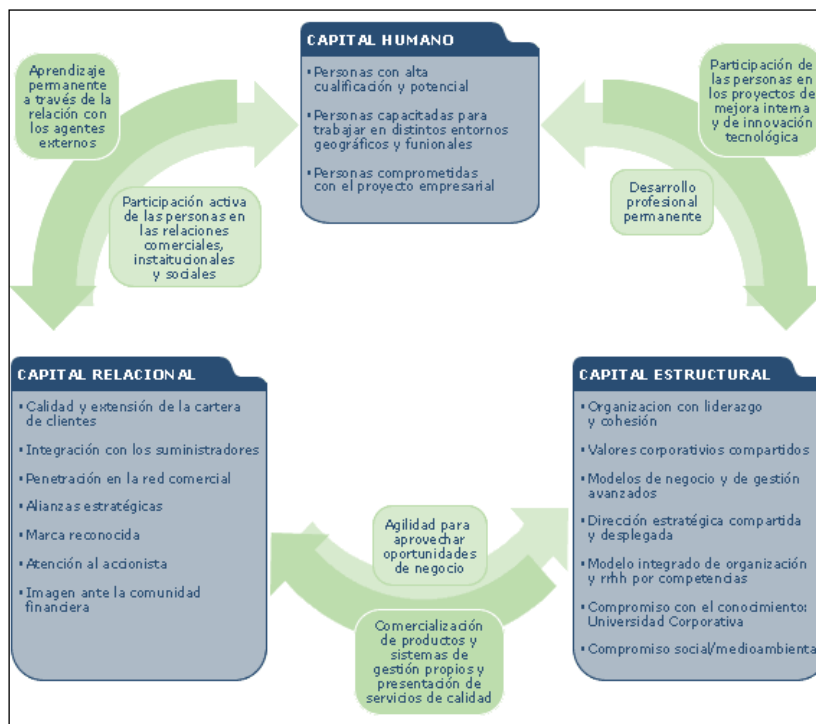 CAPITAL HUMANO
▪ Personas con alta
cualificación y potencial
▪ Personas capacitadas para
trabajar en distintos entornos
geográficos y funionales
▪ Personas comprometidas
con el proyecto empresarial
Aprendizaje
permanente
a través de la
relación con
los agentes
externos
Participación activa
de las personas en
las relaciones
comerciales,
instaitucionales
y sociales
Participación de
las personas en
los proyectos de
mejora interna
y de innovación
tecnológica
Desarrollo
profesional
permanente
CAPITAL RELACIONAL
▪ Calidad y extensión de la cartera
de clientes
▪ Integración con los suministradores
▪ Penetración en la red comercial
▪ Alianzas estratégicas
▪ Marca reconocida
▪ Atención al accionista
▪ Imagen ante la comunidad
financiera
Agilidad para
aprovechar
oportunidades
de negocio
Comercialización
de productos y
sistemas de
gestión propios y
presentación de
servicios de calidad
CAPITAL ESTRUCTURAL
▪ Organizacion con liderazgo
y cohesión
▪ Valores corporativios compartidos
▪ Modelos de negocio y de gestión
avanzados
▪ Dirección estratégica compartida
y desplegada
▪ Modelo integrado de organización
y rrhh por competencias
▪ Compromiso con el conocimiento:
Universidad Corporativa
▪ Compromiso social/medioambienta